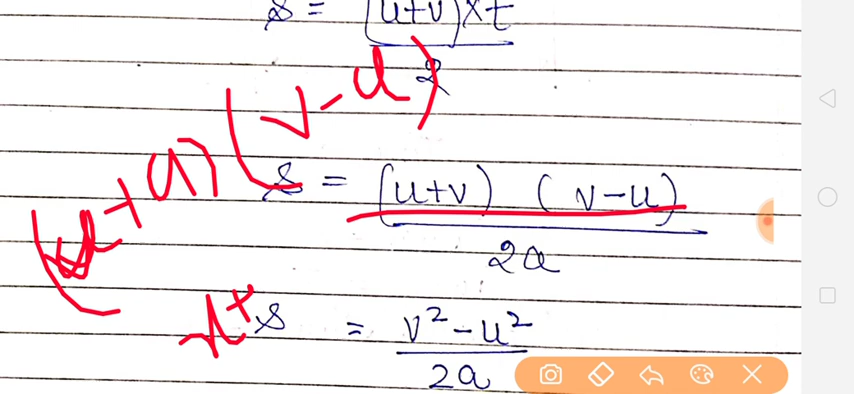 s = (u+v) × t
2
(v-u)
+u)
s = (u+v) (v-u)
2a
s = v² - u²
2a